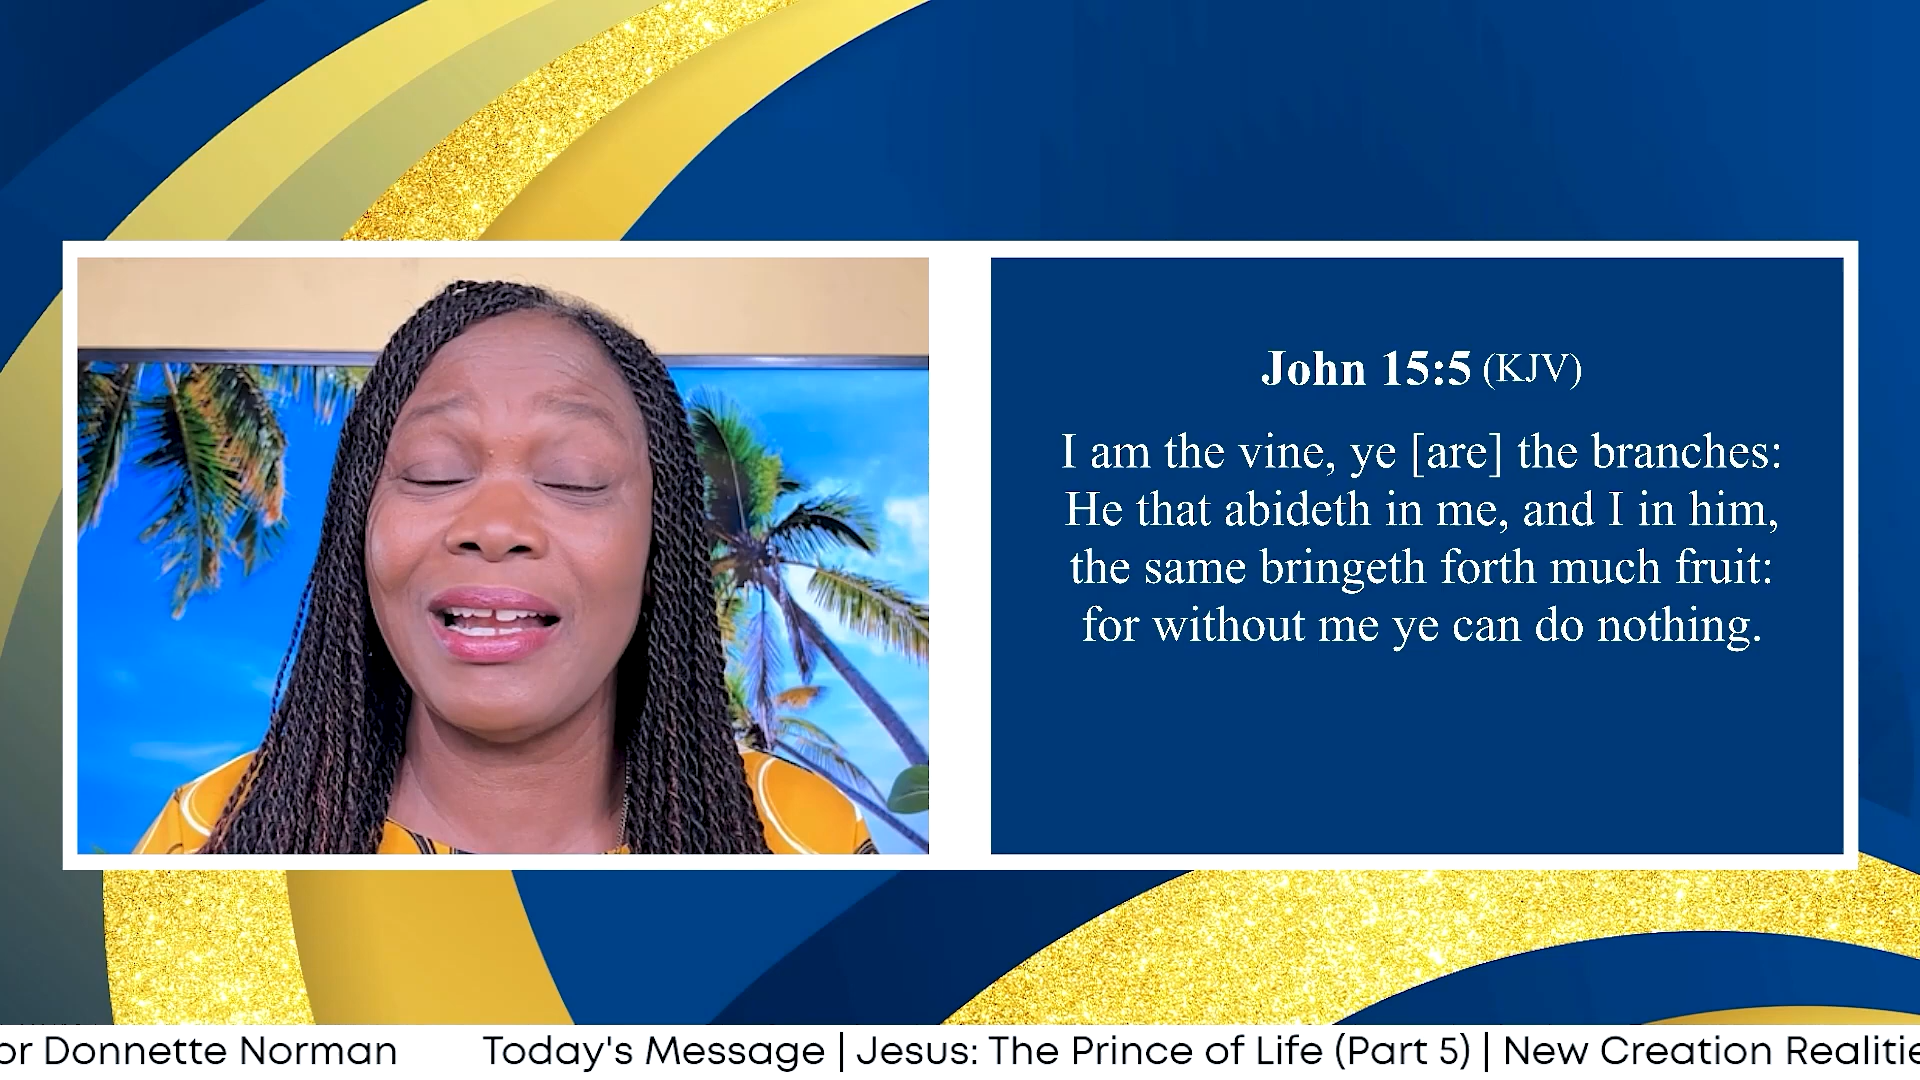 John 15:5 (KJV)
I am the vine, ye [are] the branches:
He that abideth in me, and I in him,
the same bringeth forth much fruit:
for without me ye can do nothing.
or Donnette Norman Today's Message | Jesus: The Prince of Life (Part 5) | New Creation Realitie